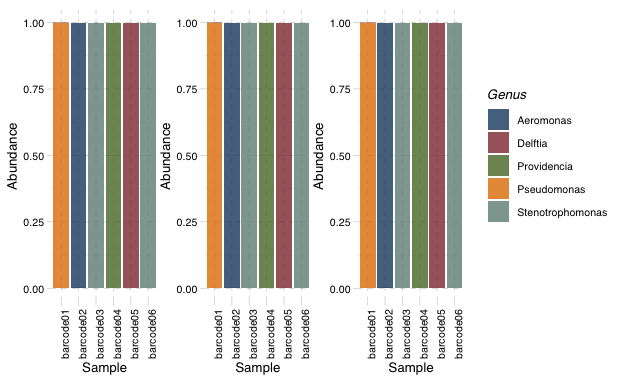 1.00
0.75
0.50
0.25
0.00
Abundance
barcode01
barcode02
barcode03
barcode04
barcode05
barcode06
Sample
1.00
0.75
0.50
0.25
0.00
Abundance
barcode01
barcode02
barcode03
barcode04
barcode05
barcode06
Sample
1.00
0.75
0.50
0.25
0.00
Abundance
barcode01
barcode02
barcode03
barcode04
barcode05
barcode06
Sample
Genus
Aeromonas
Delftia
Providencia
Pseudomonas
Stenotrophomonas